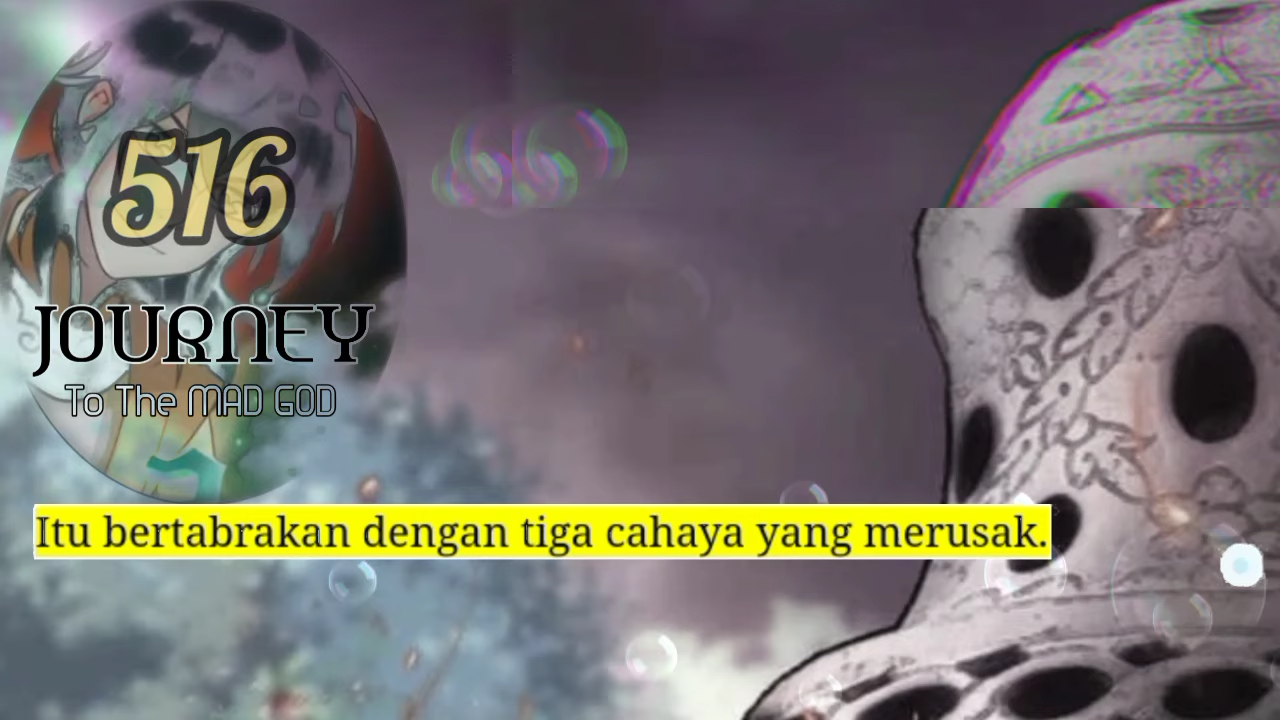 516
JOURNEY
To The MAD GOD
Itu bertabrakan dengan tiga cahaya yang merusak.